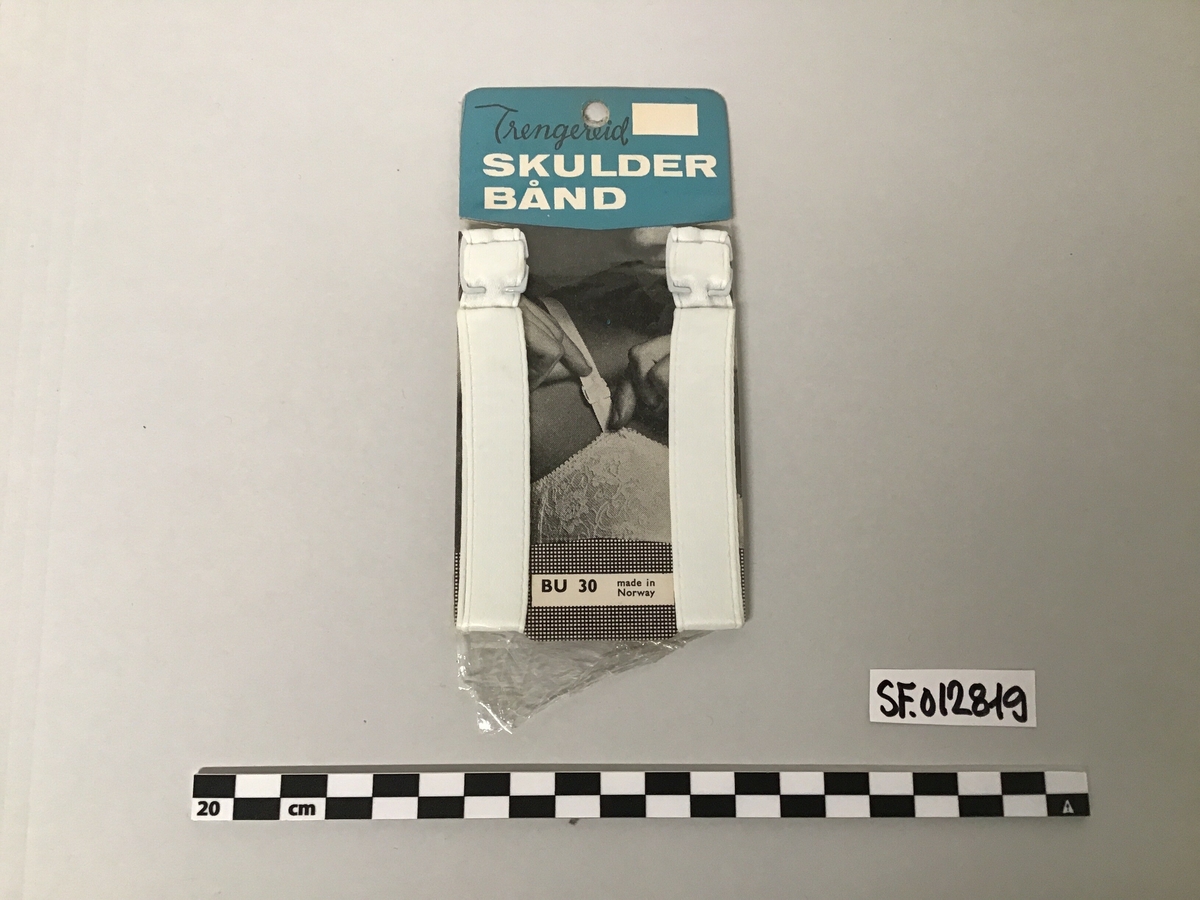 Trengereid
SKULDER
BÅND
BU 30
made in
Norway
SF.012819
20 cm